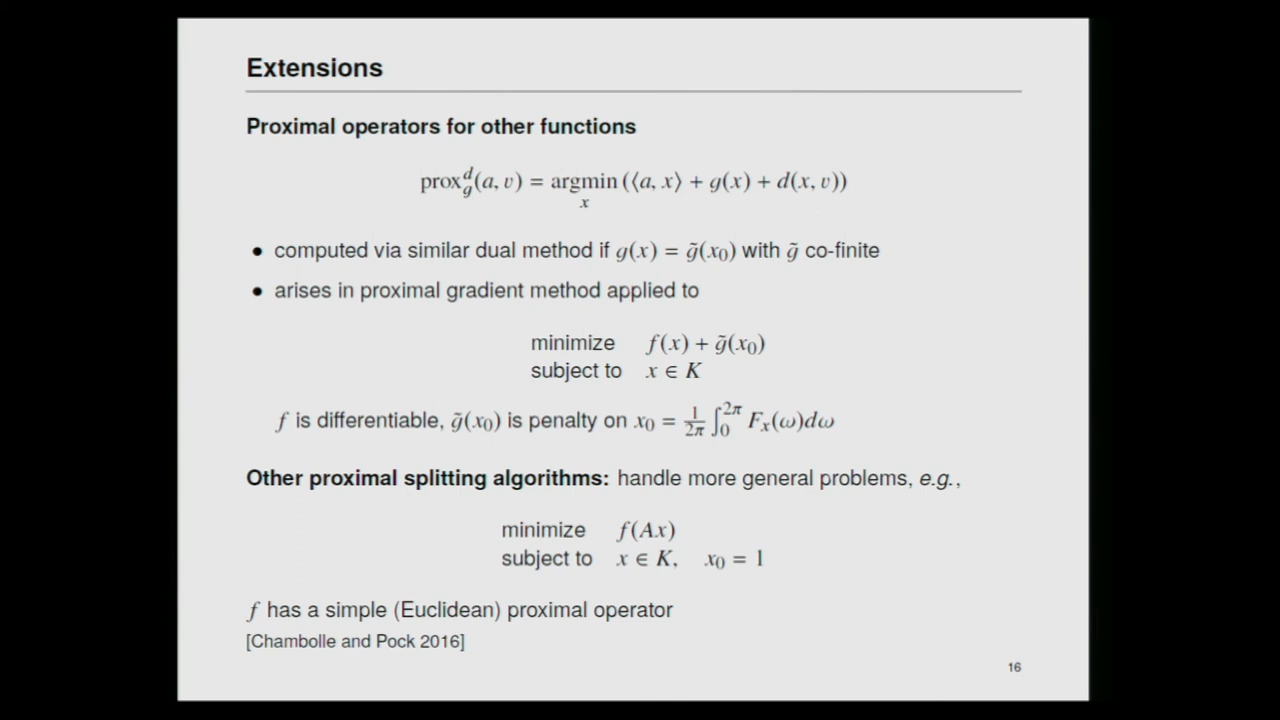 Extensions
Proximal operators for other functions
prox_g^d(a, v) = argmin_x (⟨a, x⟩ + g(x) + d(x, v))
• computed via similar dual method if g(x) = g̃(x₀) with g̃ co-finite
• arises in proximal gradient method applied to
minimize f(x) + g̃(x₀)
subject to x ∈ K
f is differentiable, g̃(x₀) is penalty on x₀ = 1/2π ∫₀^2π Fₓ(ω)dω
Other proximal splitting algorithms: handle more general problems, e.g.,
minimize f(Ax)
subject to x ∈ K, x₀ = 1
f has a simple (Euclidean) proximal operator
[Chambolle and Pock 2016]
16